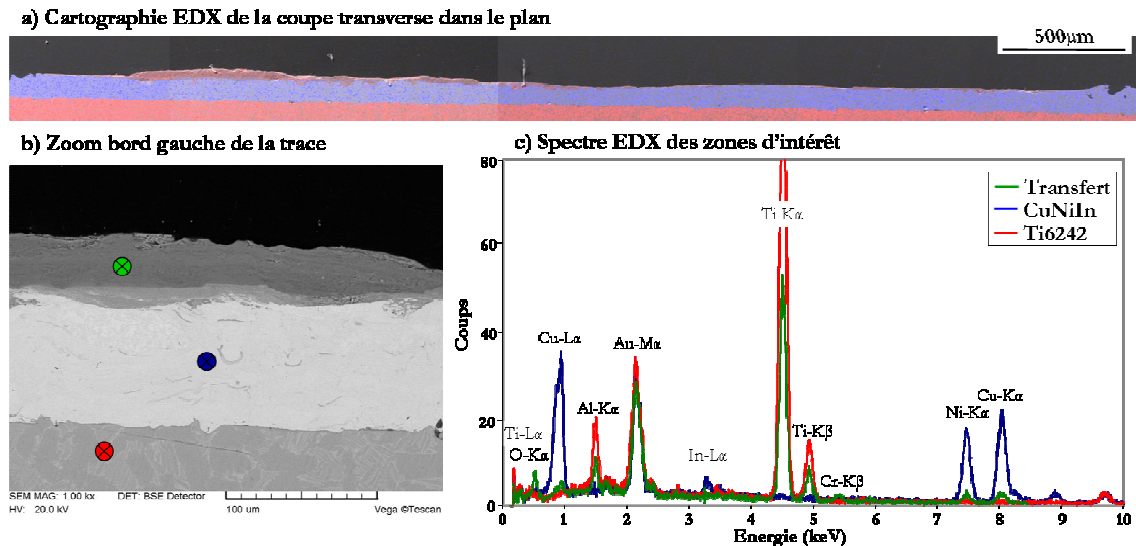 a) Cartographie EDX de la coupe transverse dans le plan
500µm
b) Zoom bord gauche de la trace
SEM MAG: 1.00 kx DET: BSE Detector
HV: 20.0 kV 100 um Vega ©Tescan
c) Spectre EDX des zones d'intérêt
Coups
80
60
40
20
0
0 1 2 3 4 5 6 7 8 9 10
Energie (keV)
Transfert
CuNiIn
Ti6242
Ti-Lα
O-Kα
Cu-Lα
Al-Kα
Au-Mα
In-Lα
Ti-Kα
Ti-Kβ
Cr-Kβ
Ni-Kα
Cu-Kα